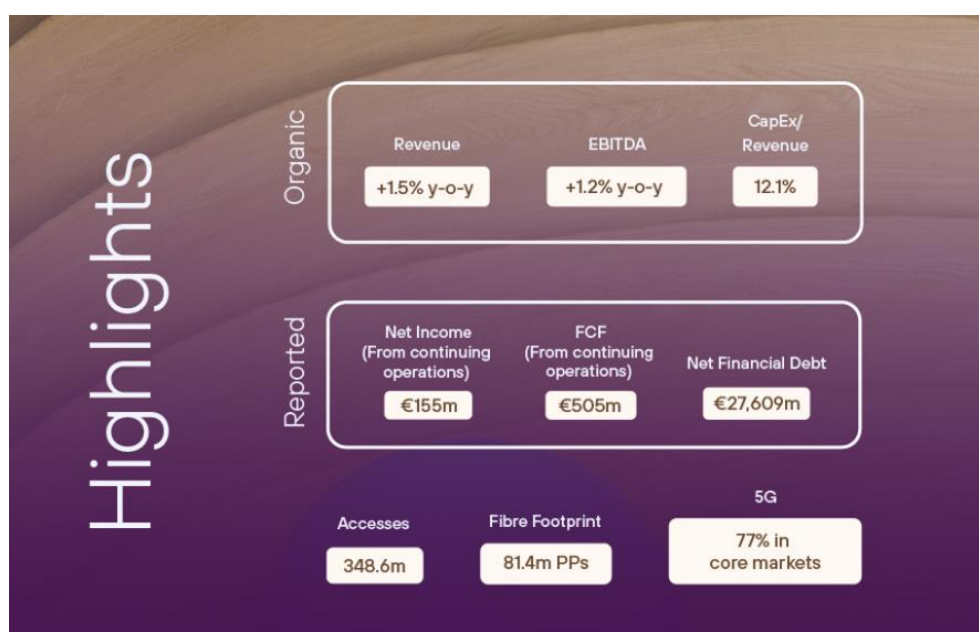 Highlights
Organic
Revenue
+1.5% y-o-y
EBITDA
+1.2% y-o-y
CapEx/
Revenue
12.1%
Reported
Net Income
(From continuing
operations)
€155m
FCF
(From continuing
operations)
€505m
Net Financial Debt
€27,609m
Accesses
348.6m
Fibre Footprint
81.4m PPs
5G
77% in
core markets